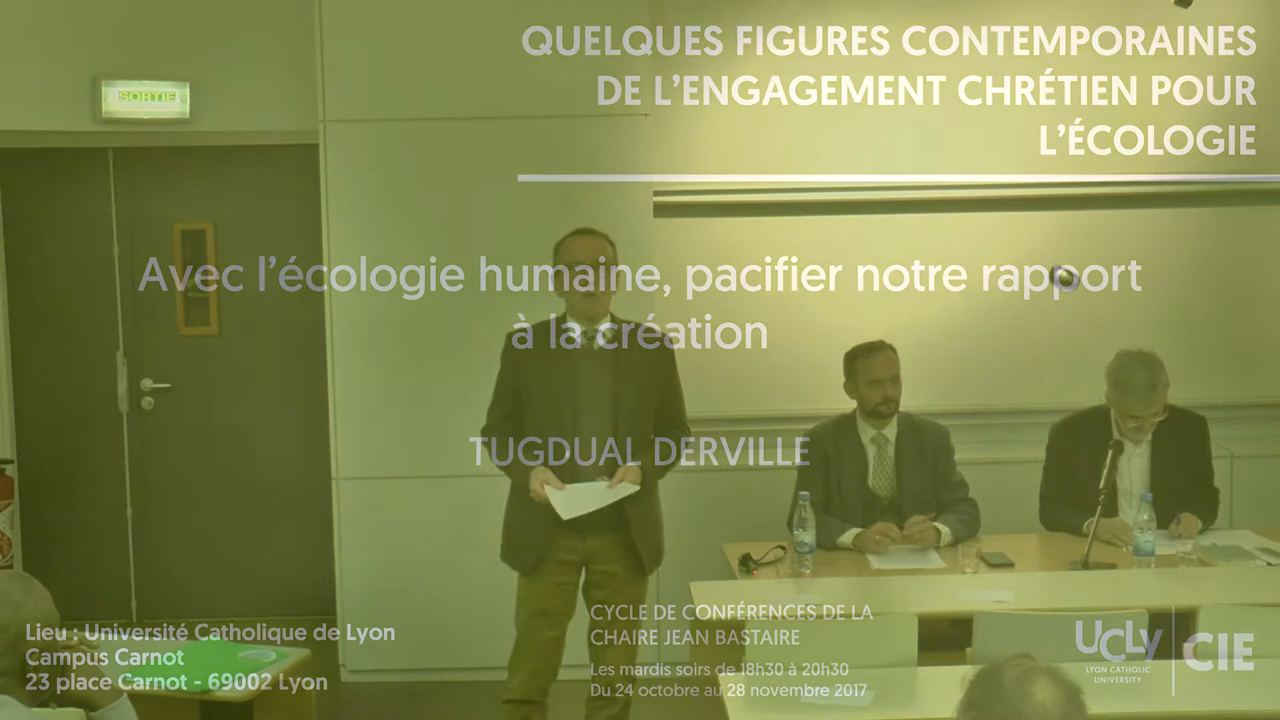 SORTIE
QUELQUES FIGURES CONTEMPORAINES
DE L'ENGAGEMENT CHRÉTIEN POUR
L'ÉCOLOGIE
Avec l'écologie humaine, pacifier notre rapport
à la création
TUGDUAL DERVILLE
Lieu : Université Catholique de Lyon
Campus Carnot
23 place Carnot - 69002 Lyon
CYCLE DE CONFÉRENCES DE LA
CHAIRE JEAN BASTAIRE
Les mardis soirs de 18h30 à 20h30
Du 24 octobre au 28 novembre 2017
UCLy
LYON CATHOLIC
UNIVERSITY
CIE